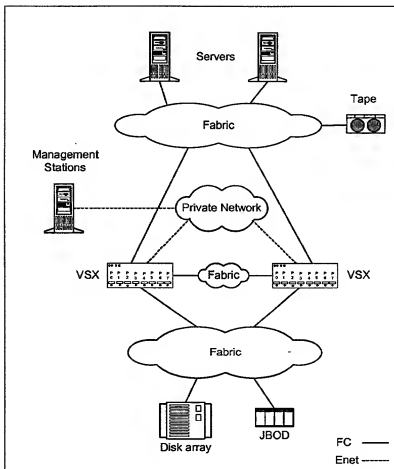 Servers
Fabric
Tape
Management
Stations
Private Network
VSX
Fabric
VSX
Fabric
Disk array
JBOD
FC
Enet